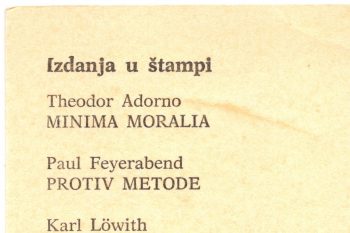 Izdanja u štampi
Theodor Adorno
MINIMA MORALIA
Paul Feyerabend
PROTIV METODE
Karl Löwith